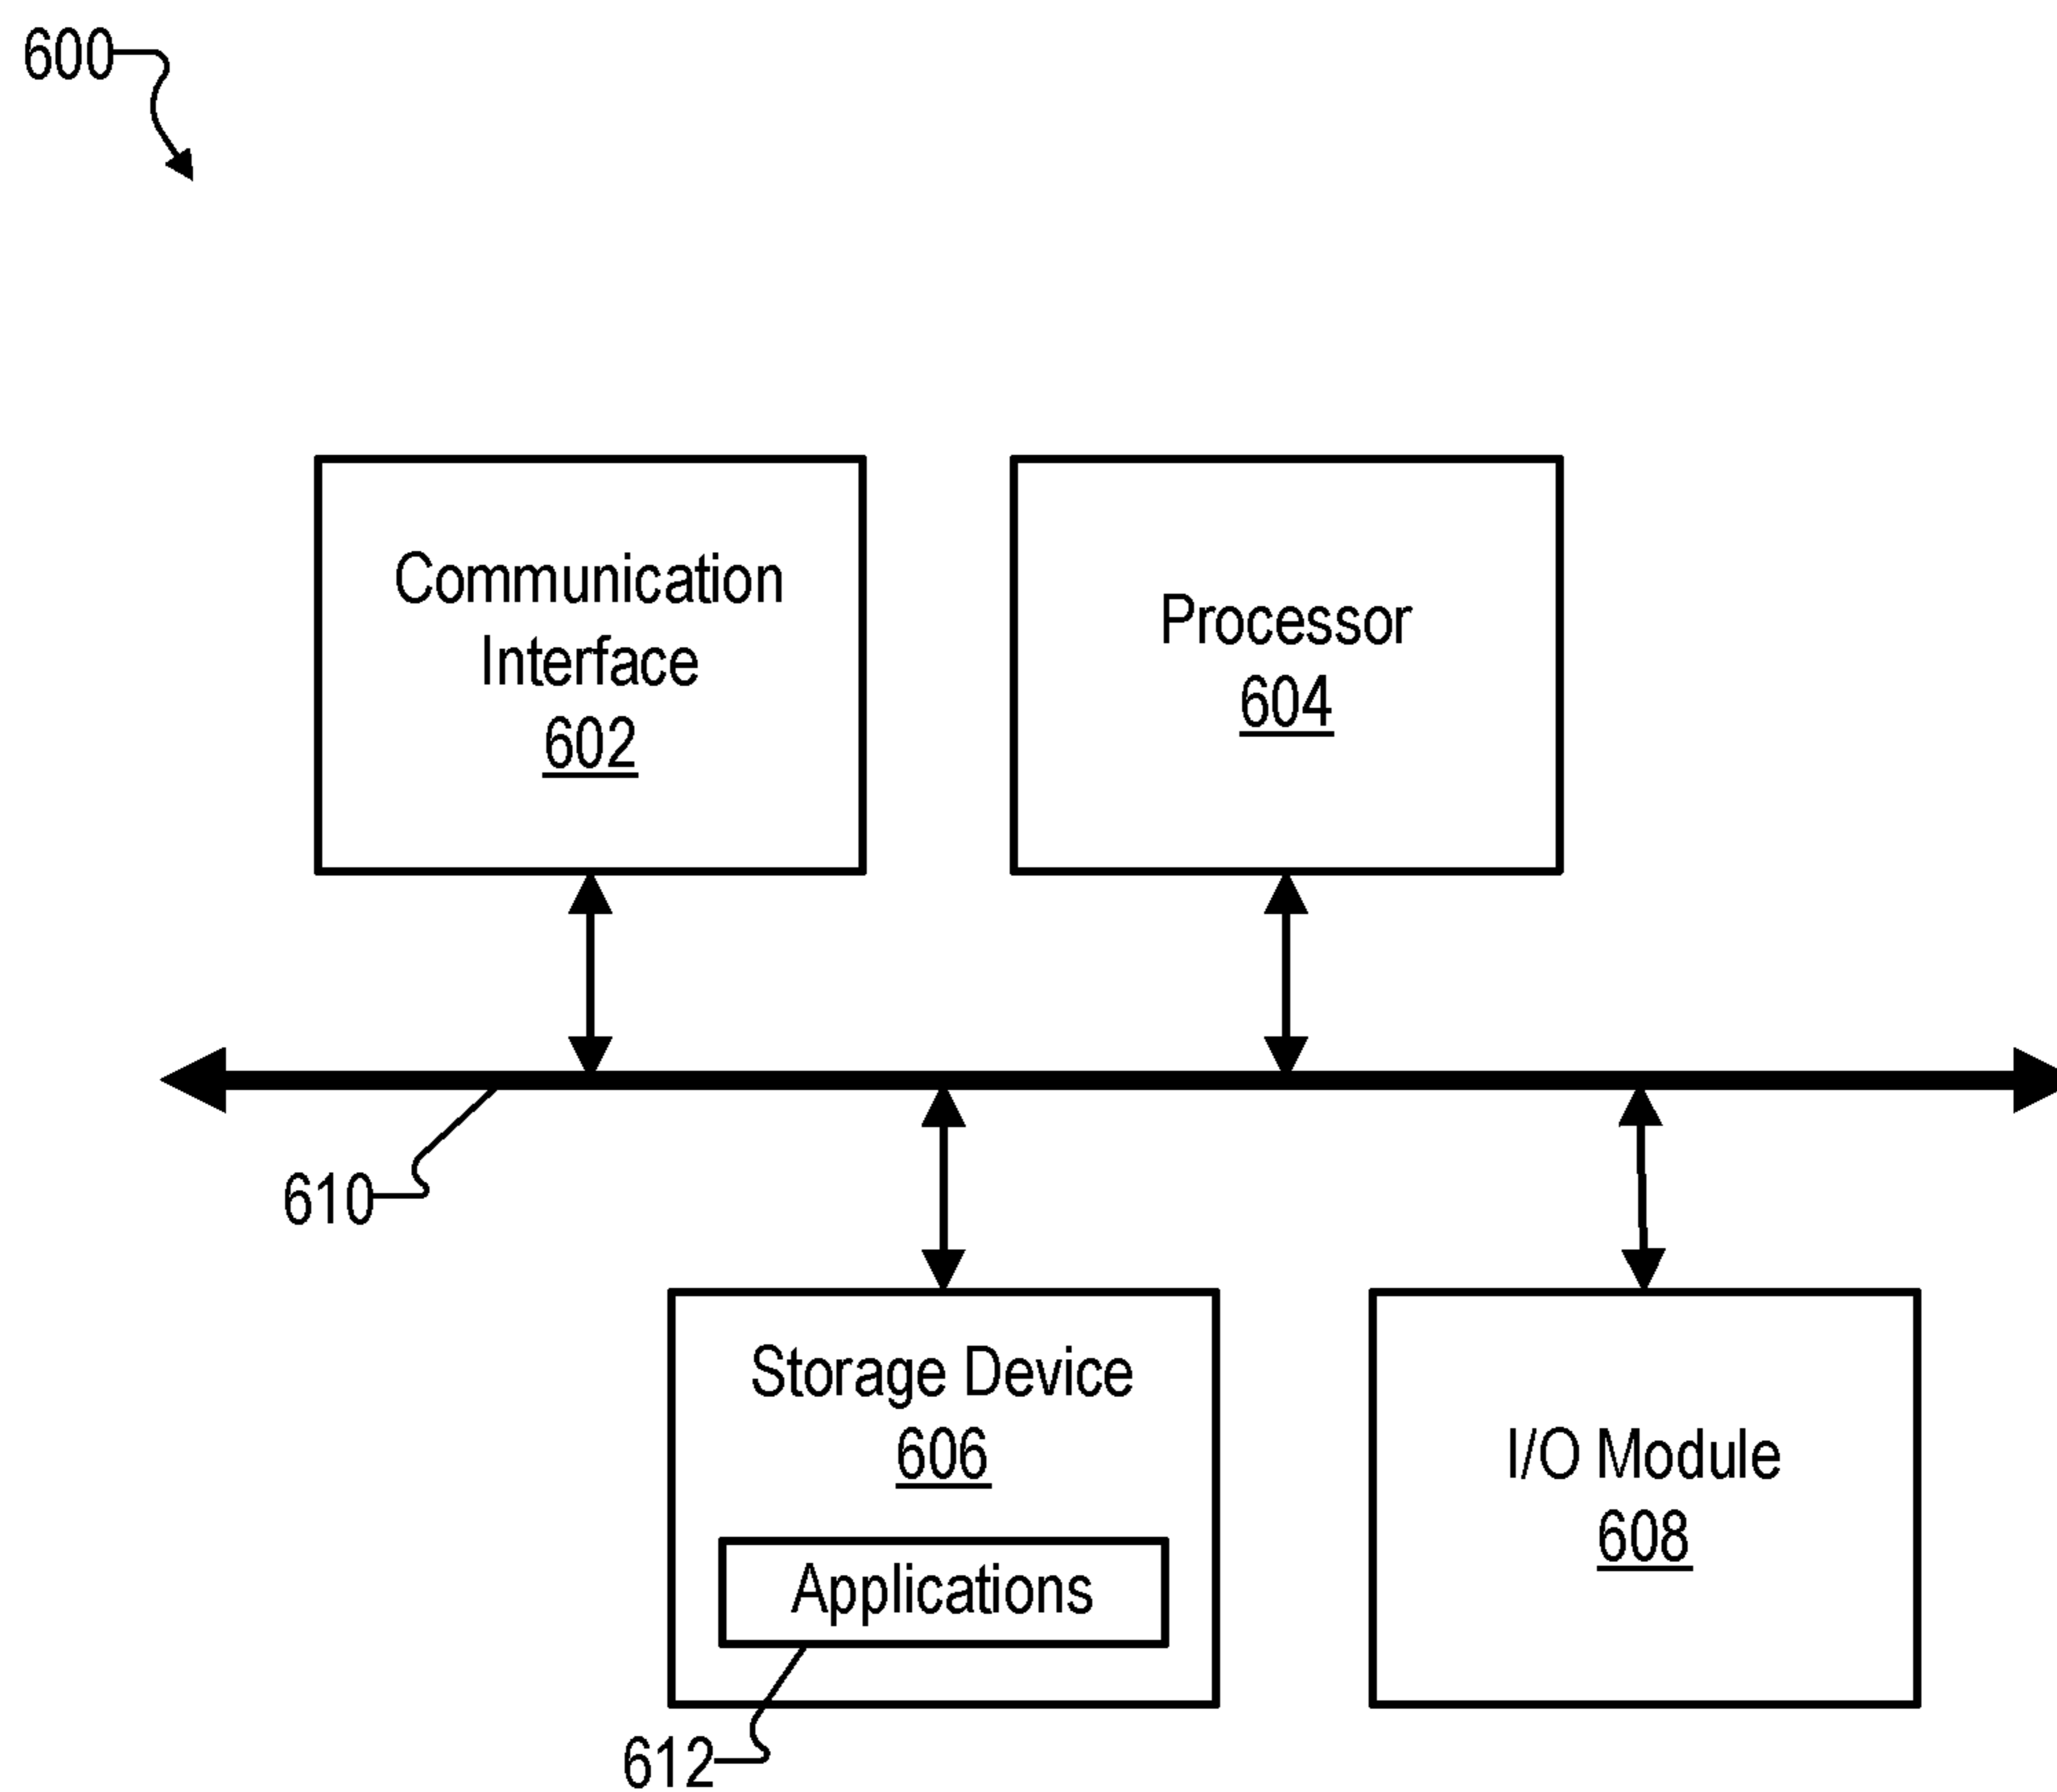 600
Communication
Interface
602
Processor
604
610
Storage Device
606
Applications
612
I/O Module
608